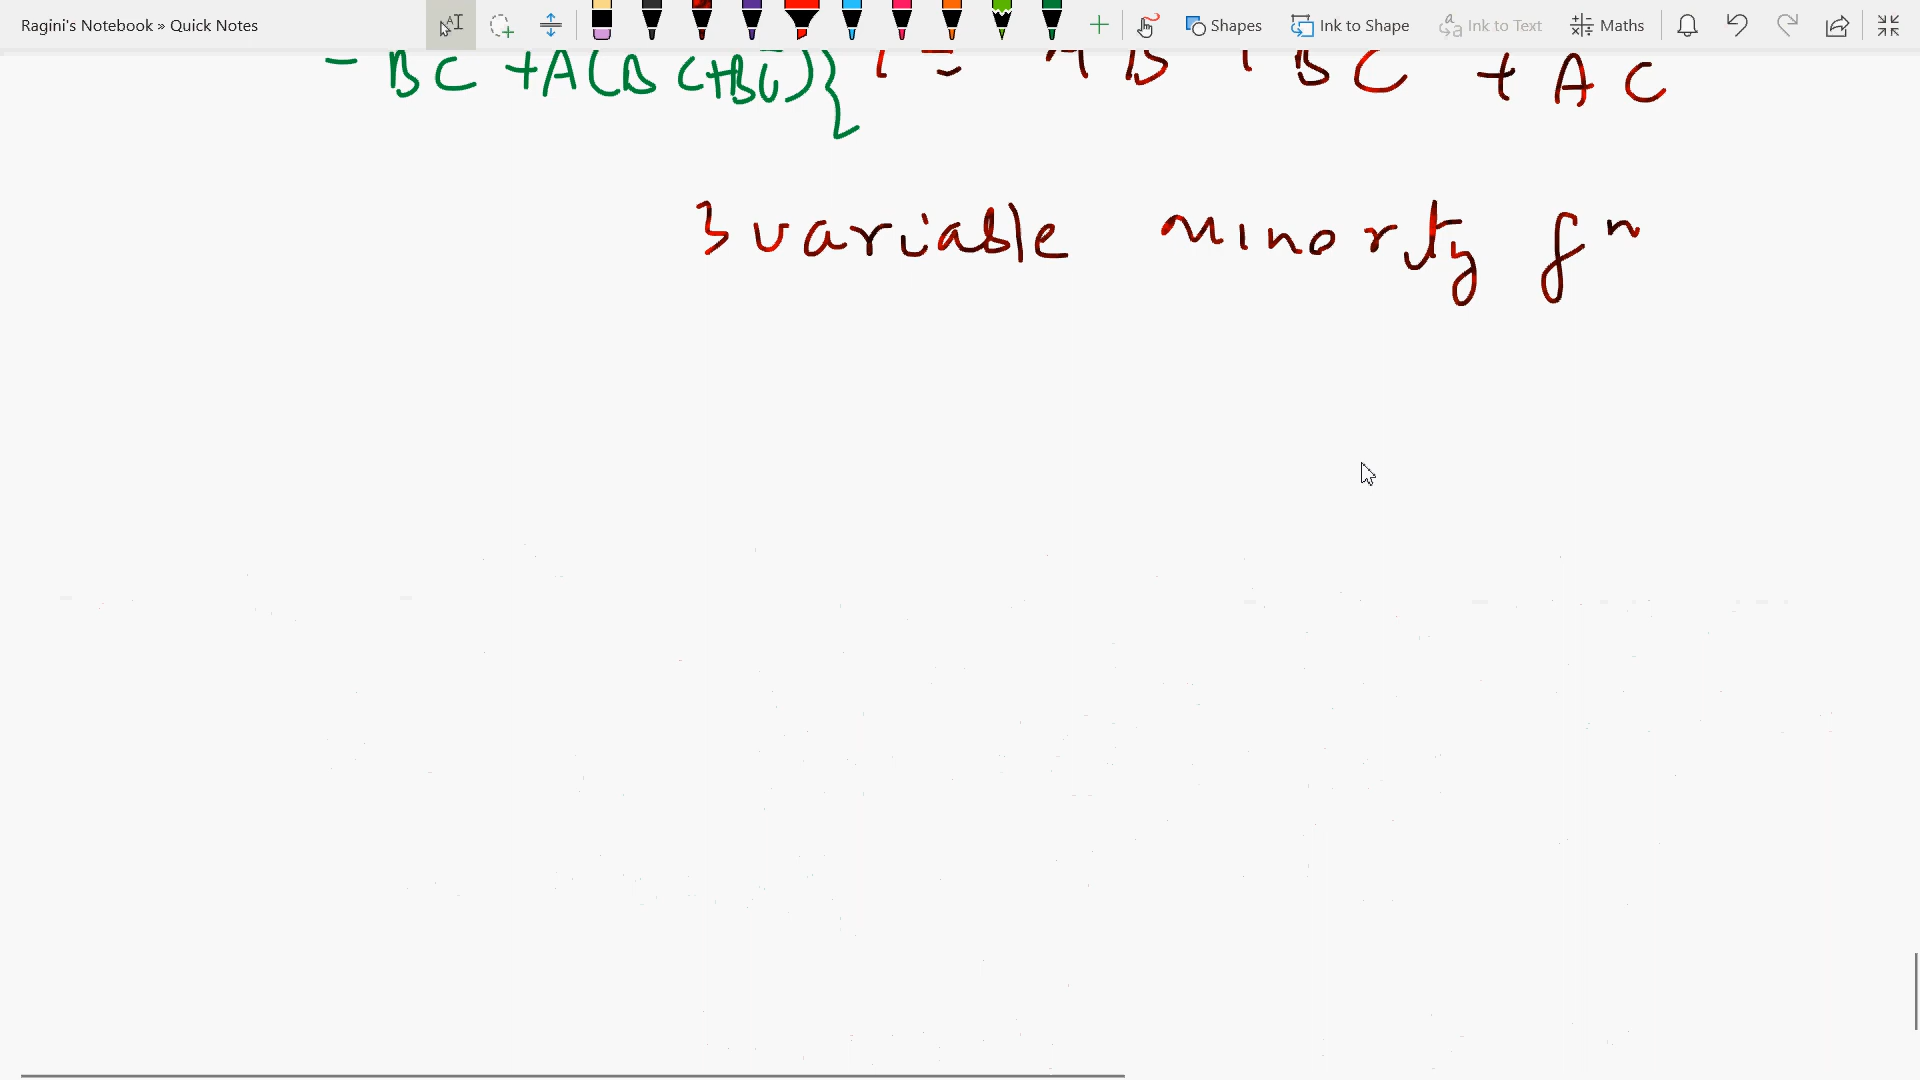 Ragini's Notebook » Quick Notes
Shapes
Ink to Shape
Ink to Text
Maths
BC + A(
= AB + BC + AC
3 variable minority fn